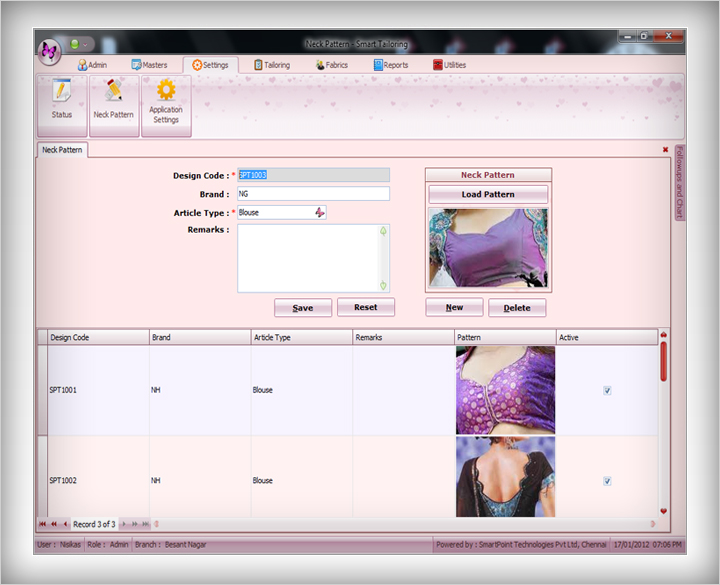 Neck Pattern - Smart Tailoring
Admin Masters Settings Tailoring Fabrics Reports Utilities
Status Neck Pattern Application Settings
Neck Pattern
Followups and Chart
Design Code : * SPT1003
Brand : NG
Article Type : * Blouse
Remarks :
Neck Pattern
Load Pattern
Save Reset New Delete
Design Code Brand Article Type Remarks Pattern Active
SPT1001 NH Blouse
SPT1002 NH Blouse
Record 3 of 3
User : Nisikas Role : Admin Branch : Besant Nagar Powered by : SmartPoint Technologies Pvt Ltd, Chennai 17/01/2012 07:06 PM